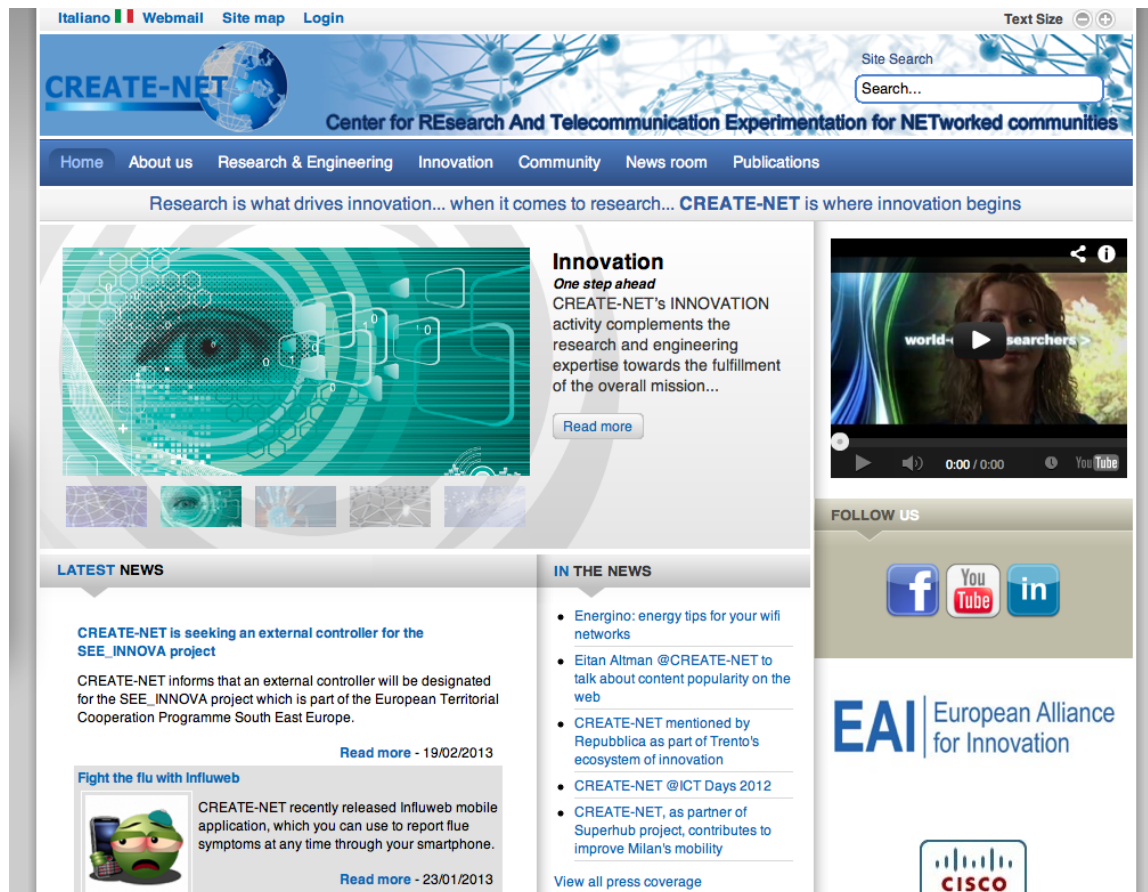 Italiano Webmail Site map Login
Text Size
CREATE-NET
Site Search
Search...
Center for REsearch And Telecommunication Experimentation for NETworked communities
Home About us Research & Engineering Innovation Community News room Publications
Research is what drives innovation... when it comes to research... CREATE-NET is where innovation begins
Innovation
One step ahead
CREATE-NET's INNOVATION
activity complements the
research and engineering
expertise towards the fulfillment
of the overall mission...
Read more
world- searchers >
0:00 / 0:00
YouTube
FOLLOW US
You
Tube
in
LATEST NEWS
CREATE-NET is seeking an external controller for the
SEE_INNOVA project
CREATE-NET informs that an external controller will be designated
for the SEE_INNOVA project which is part of the European Territorial
Cooperation Programme South East Europe.
Read more - 19/02/2013
Fight the flu with Influweb
CREATE-NET recently released Influweb mobile
application, which you can use to report flue
symptoms at any time through your smartphone.
Read more - 23/01/2013
IN THE NEWS
Energino: energy tips for your wifi
networks
Eitan Altman @CREATE-NET to
talk about content popularity on the
web
CREATE-NET mentioned by
Repubblica as part of Trento's
ecosystem of innovation
CREATE-NET @ICT Days 2012
CREATE-NET, as partner of
Superhub project, contributes to
improve Milan's mobility
View all press coverage
EAI European Alliance
for Innovation
CISCO